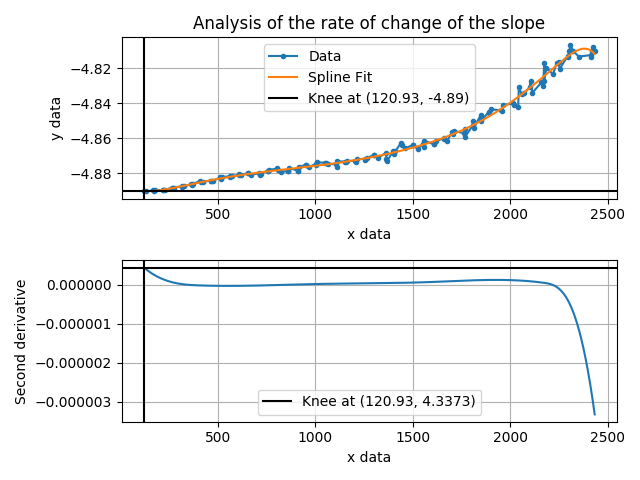 Analysis of the rate of change of the slope
y data
−4.82
−4.84
−4.86
−4.88
Data
Spline Fit
Knee at (120.93, -4.89)
500
1000
1500
2000
2500
x data
Second derivative
0.000000
−0.000001
−0.000002
−0.000003
Knee at (120.93, 4.3373)
500
1000
1500
2000
2500
x data